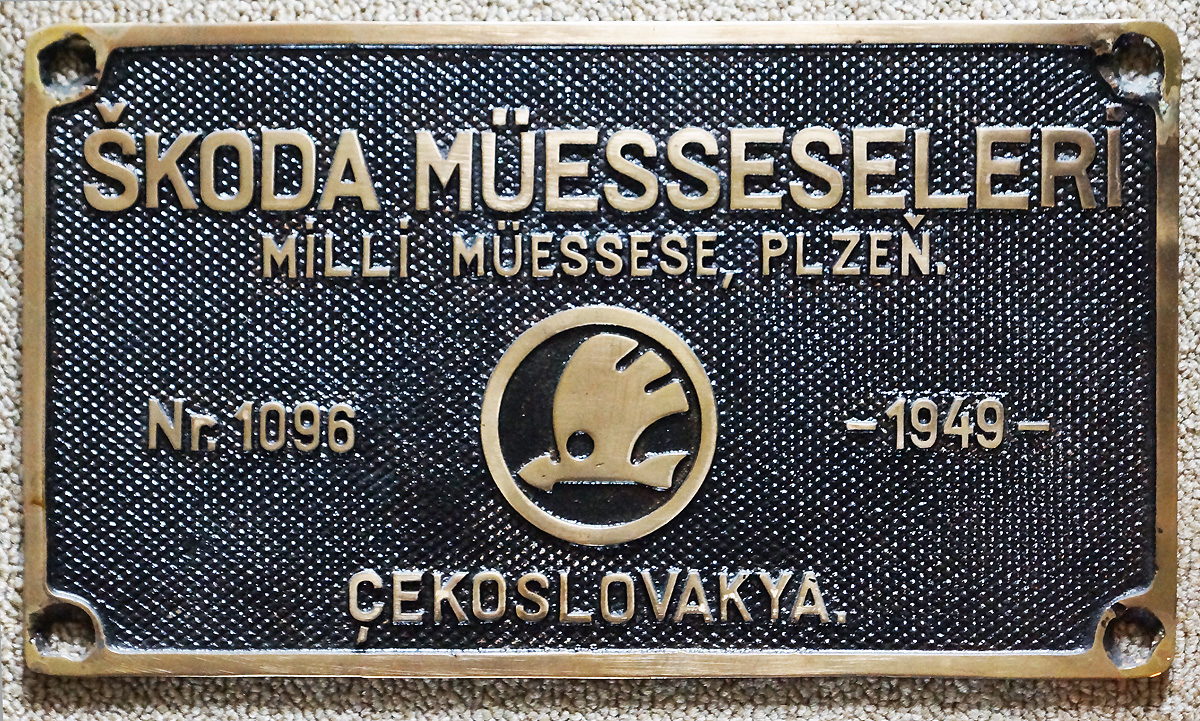 ŠKODA MÜESSESELERİ
MİLLİ MÜESSESE, PLZEŇ.
Nr. 1096 -1949-
ÇEKOSLOVAKYA.